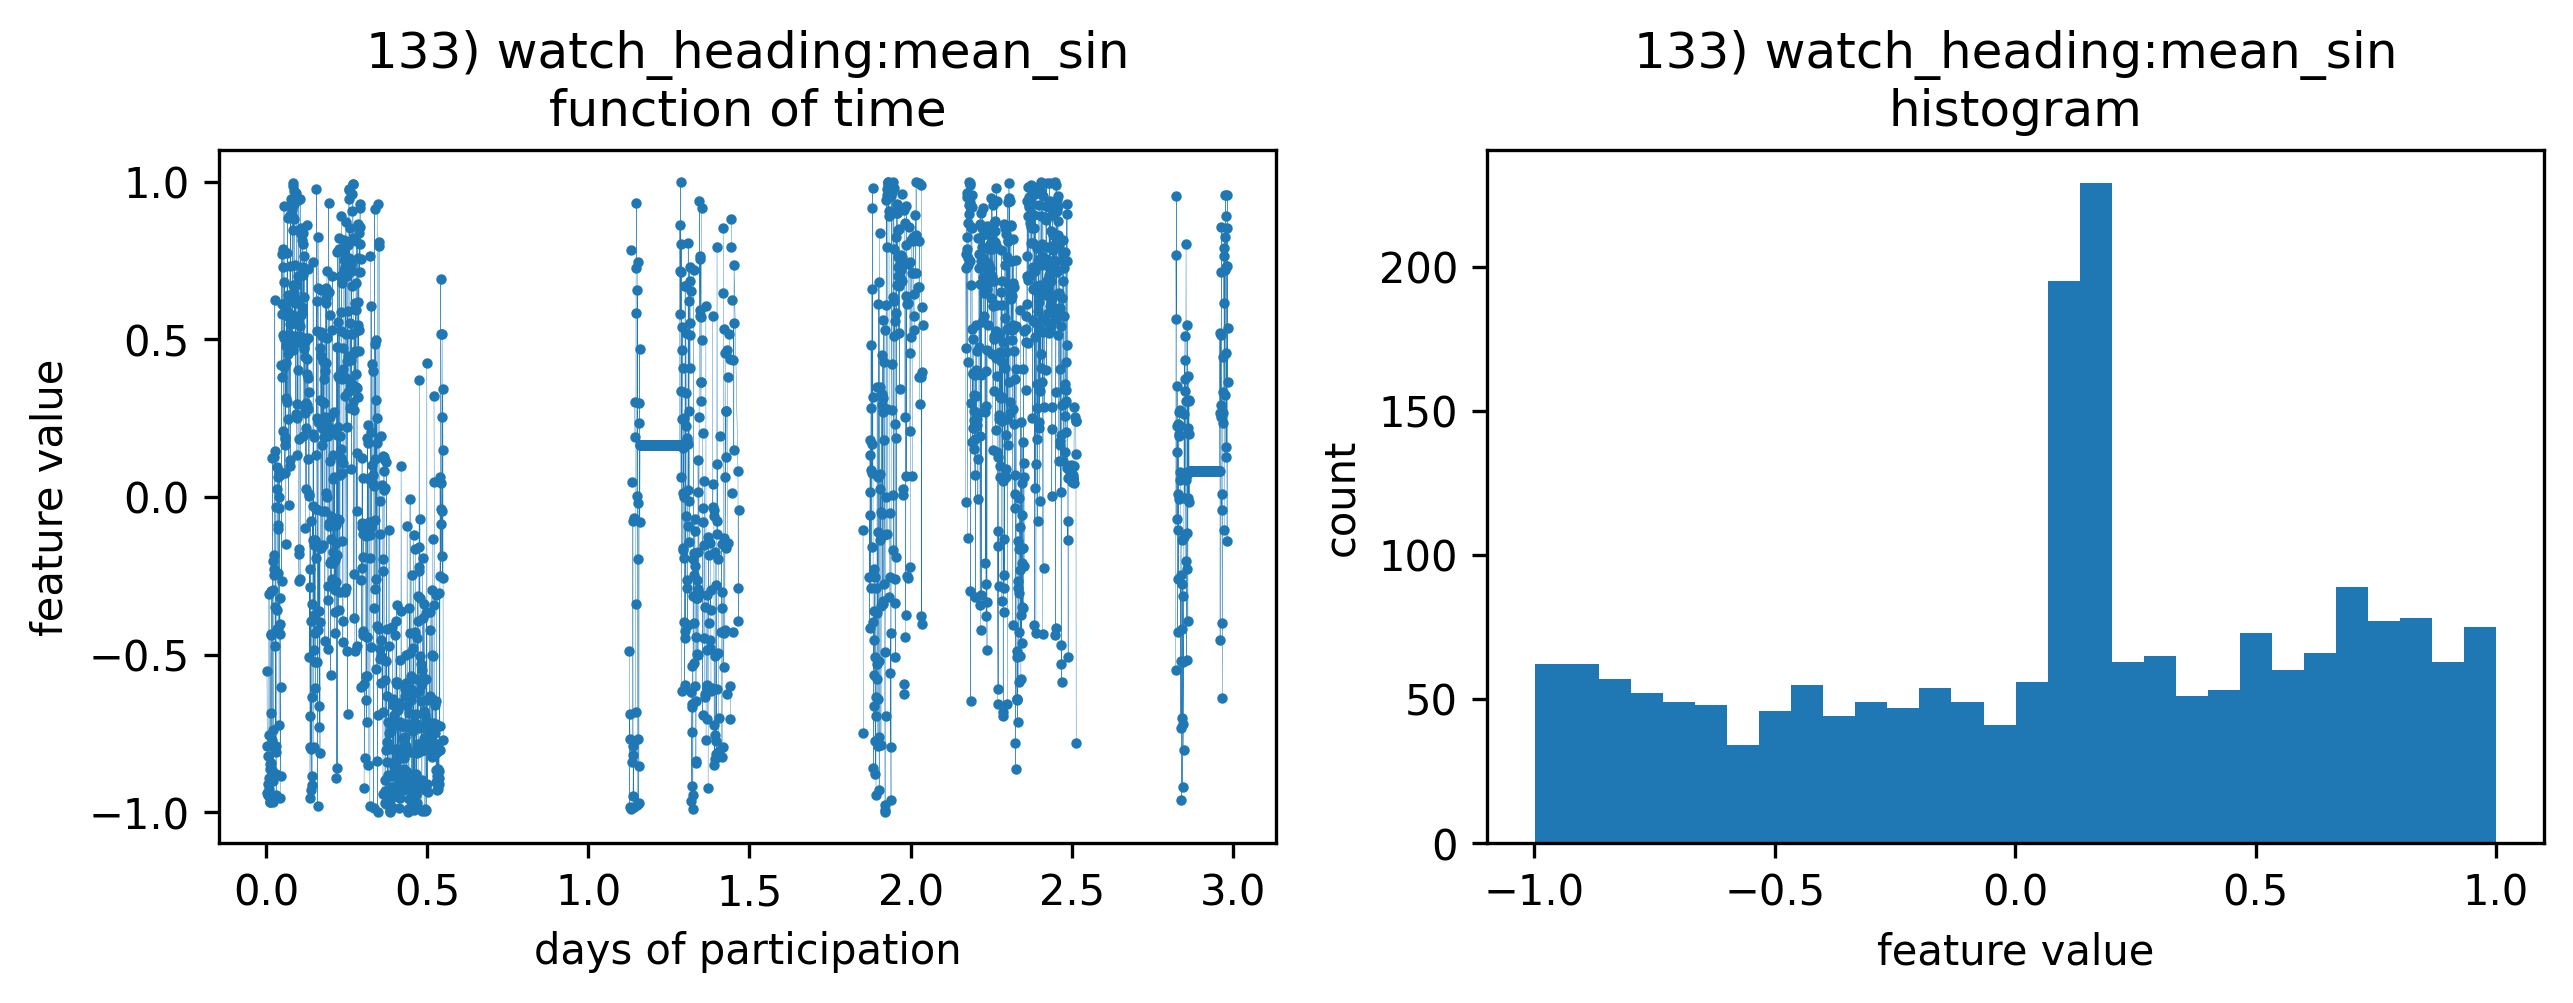 133) watch_heading:mean_sin
function of time
1.0
0.5
0.0
−0.5
−1.0
feature value
0.0
0.5
1.0
1.5
2.0
2.5
3.0
days of participation
133) watch_heading:mean_sin
histogram
200
150
100
50
0
count
−1.0
−0.5
0.0
0.5
1.0
feature value